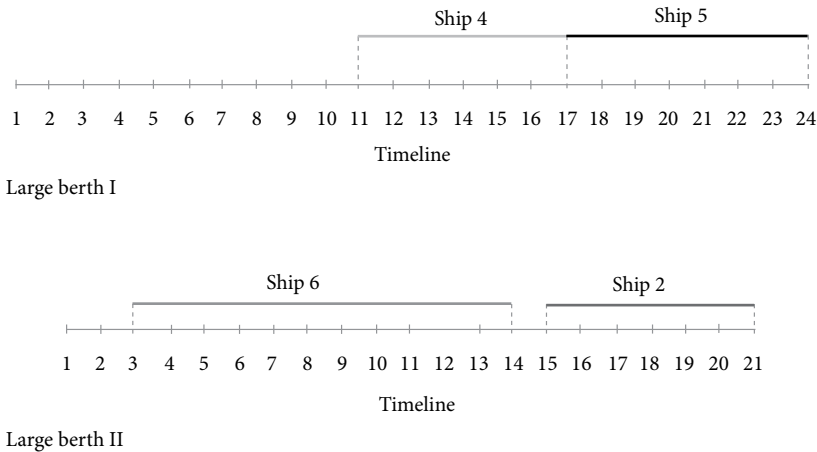 Ship 4 Ship 5
1 2 3 4 5 6 7 8 9 10 11 12 13 14 15 16 17 18 19 20 21 22 23 24
Timeline
Large berth I
Ship 6 Ship 2
1 2 3 4 5 6 7 8 9 10 11 12 13 14 15 16 17 18 19 20 21
Timeline
Large berth II